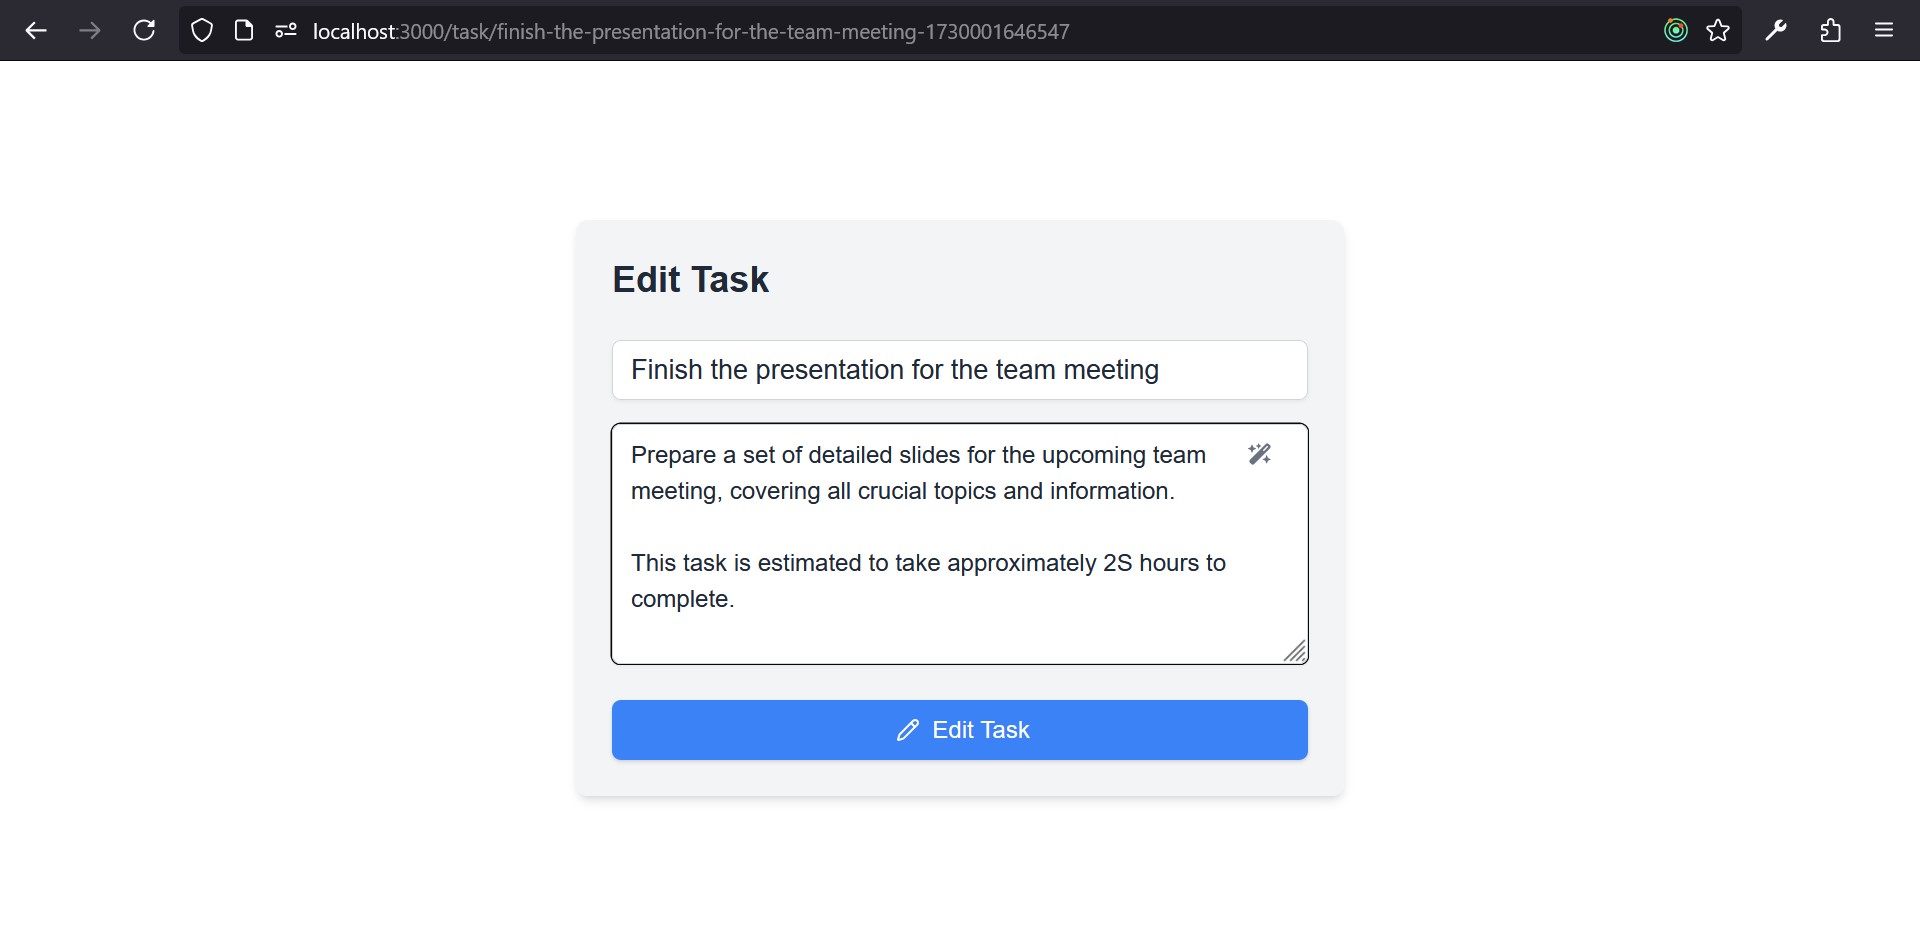 localhost:3000/task/finish-the-presentation-for-the-team-meeting-1730001646547
Edit Task
Finish the presentation for the team meeting
Prepare a set of detailed slides for the upcoming team
meeting, covering all crucial topics and information.
This task is estimated to take approximately 2S hours to
complete.
Edit Task